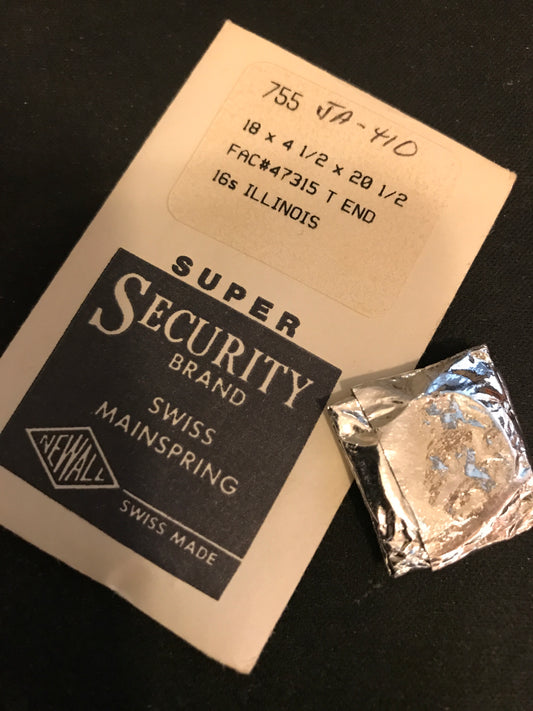 755 JA-410
18 x 4 1/2 x 20 1/2
FAC#47315 T END
16s ILLINOIS
SUPER
SECURITY
BRAND
SWISS
MAINSPRING
NEWALL
SWISS MADE